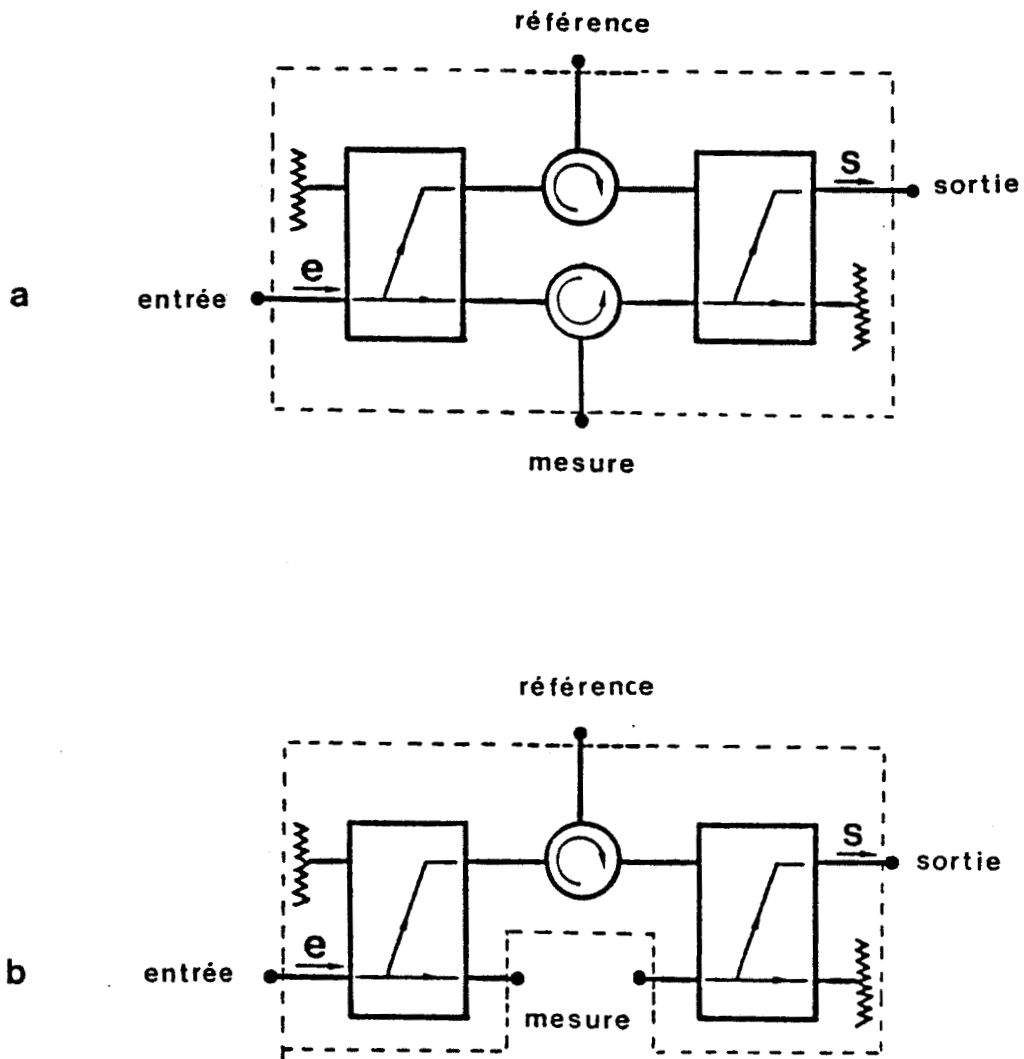 référence
S
sortie
a
e
entrée
mesure
référence
S
sortie
b
e
entrée
mesure